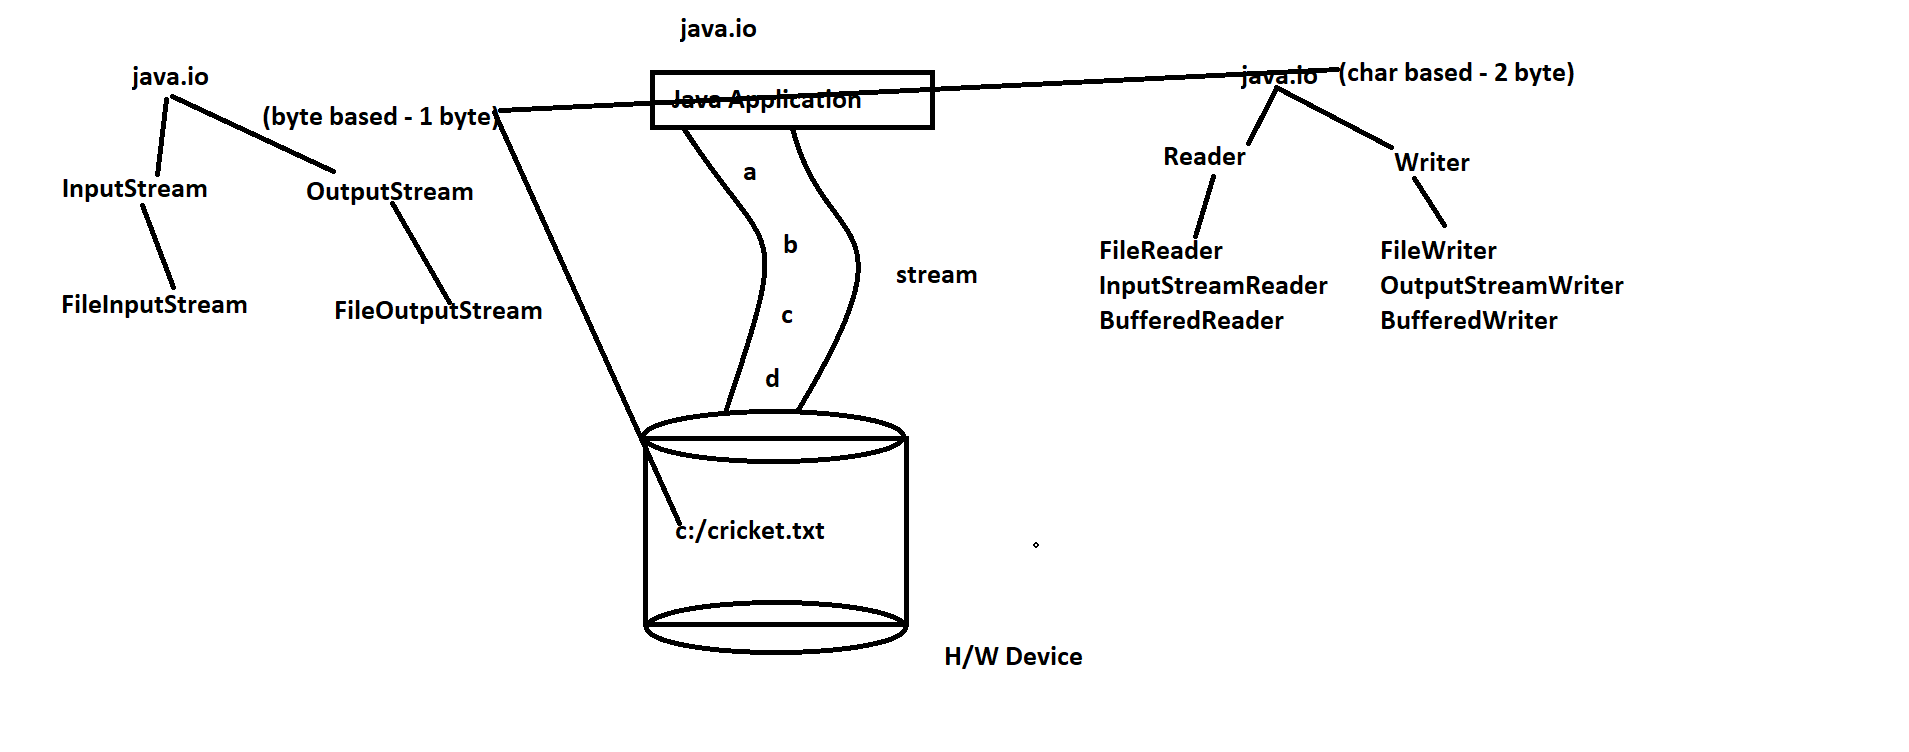 java.io
java.io
(byte based - 1 byte)
Java Application
java.io
(char based - 2 byte)
InputStream
OutputStream
FileInputStream
FileOutputStream
a
b
c
d
stream
Reader
Writer
FileReader
InputStreamReader
BufferedReader
FileWriter
OutputStreamWriter
BufferedWriter
c:/cricket.txt
H/W Device